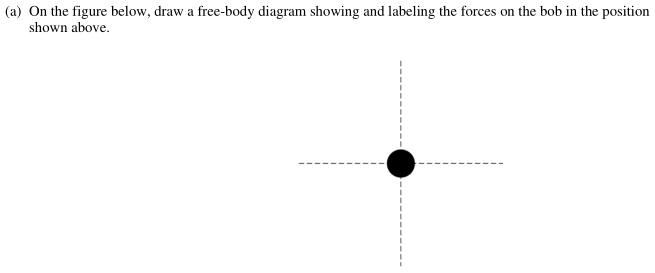 (a) On the figure below, draw a free-body diagram showing and labeling the forces on the bob in the position
shown above.